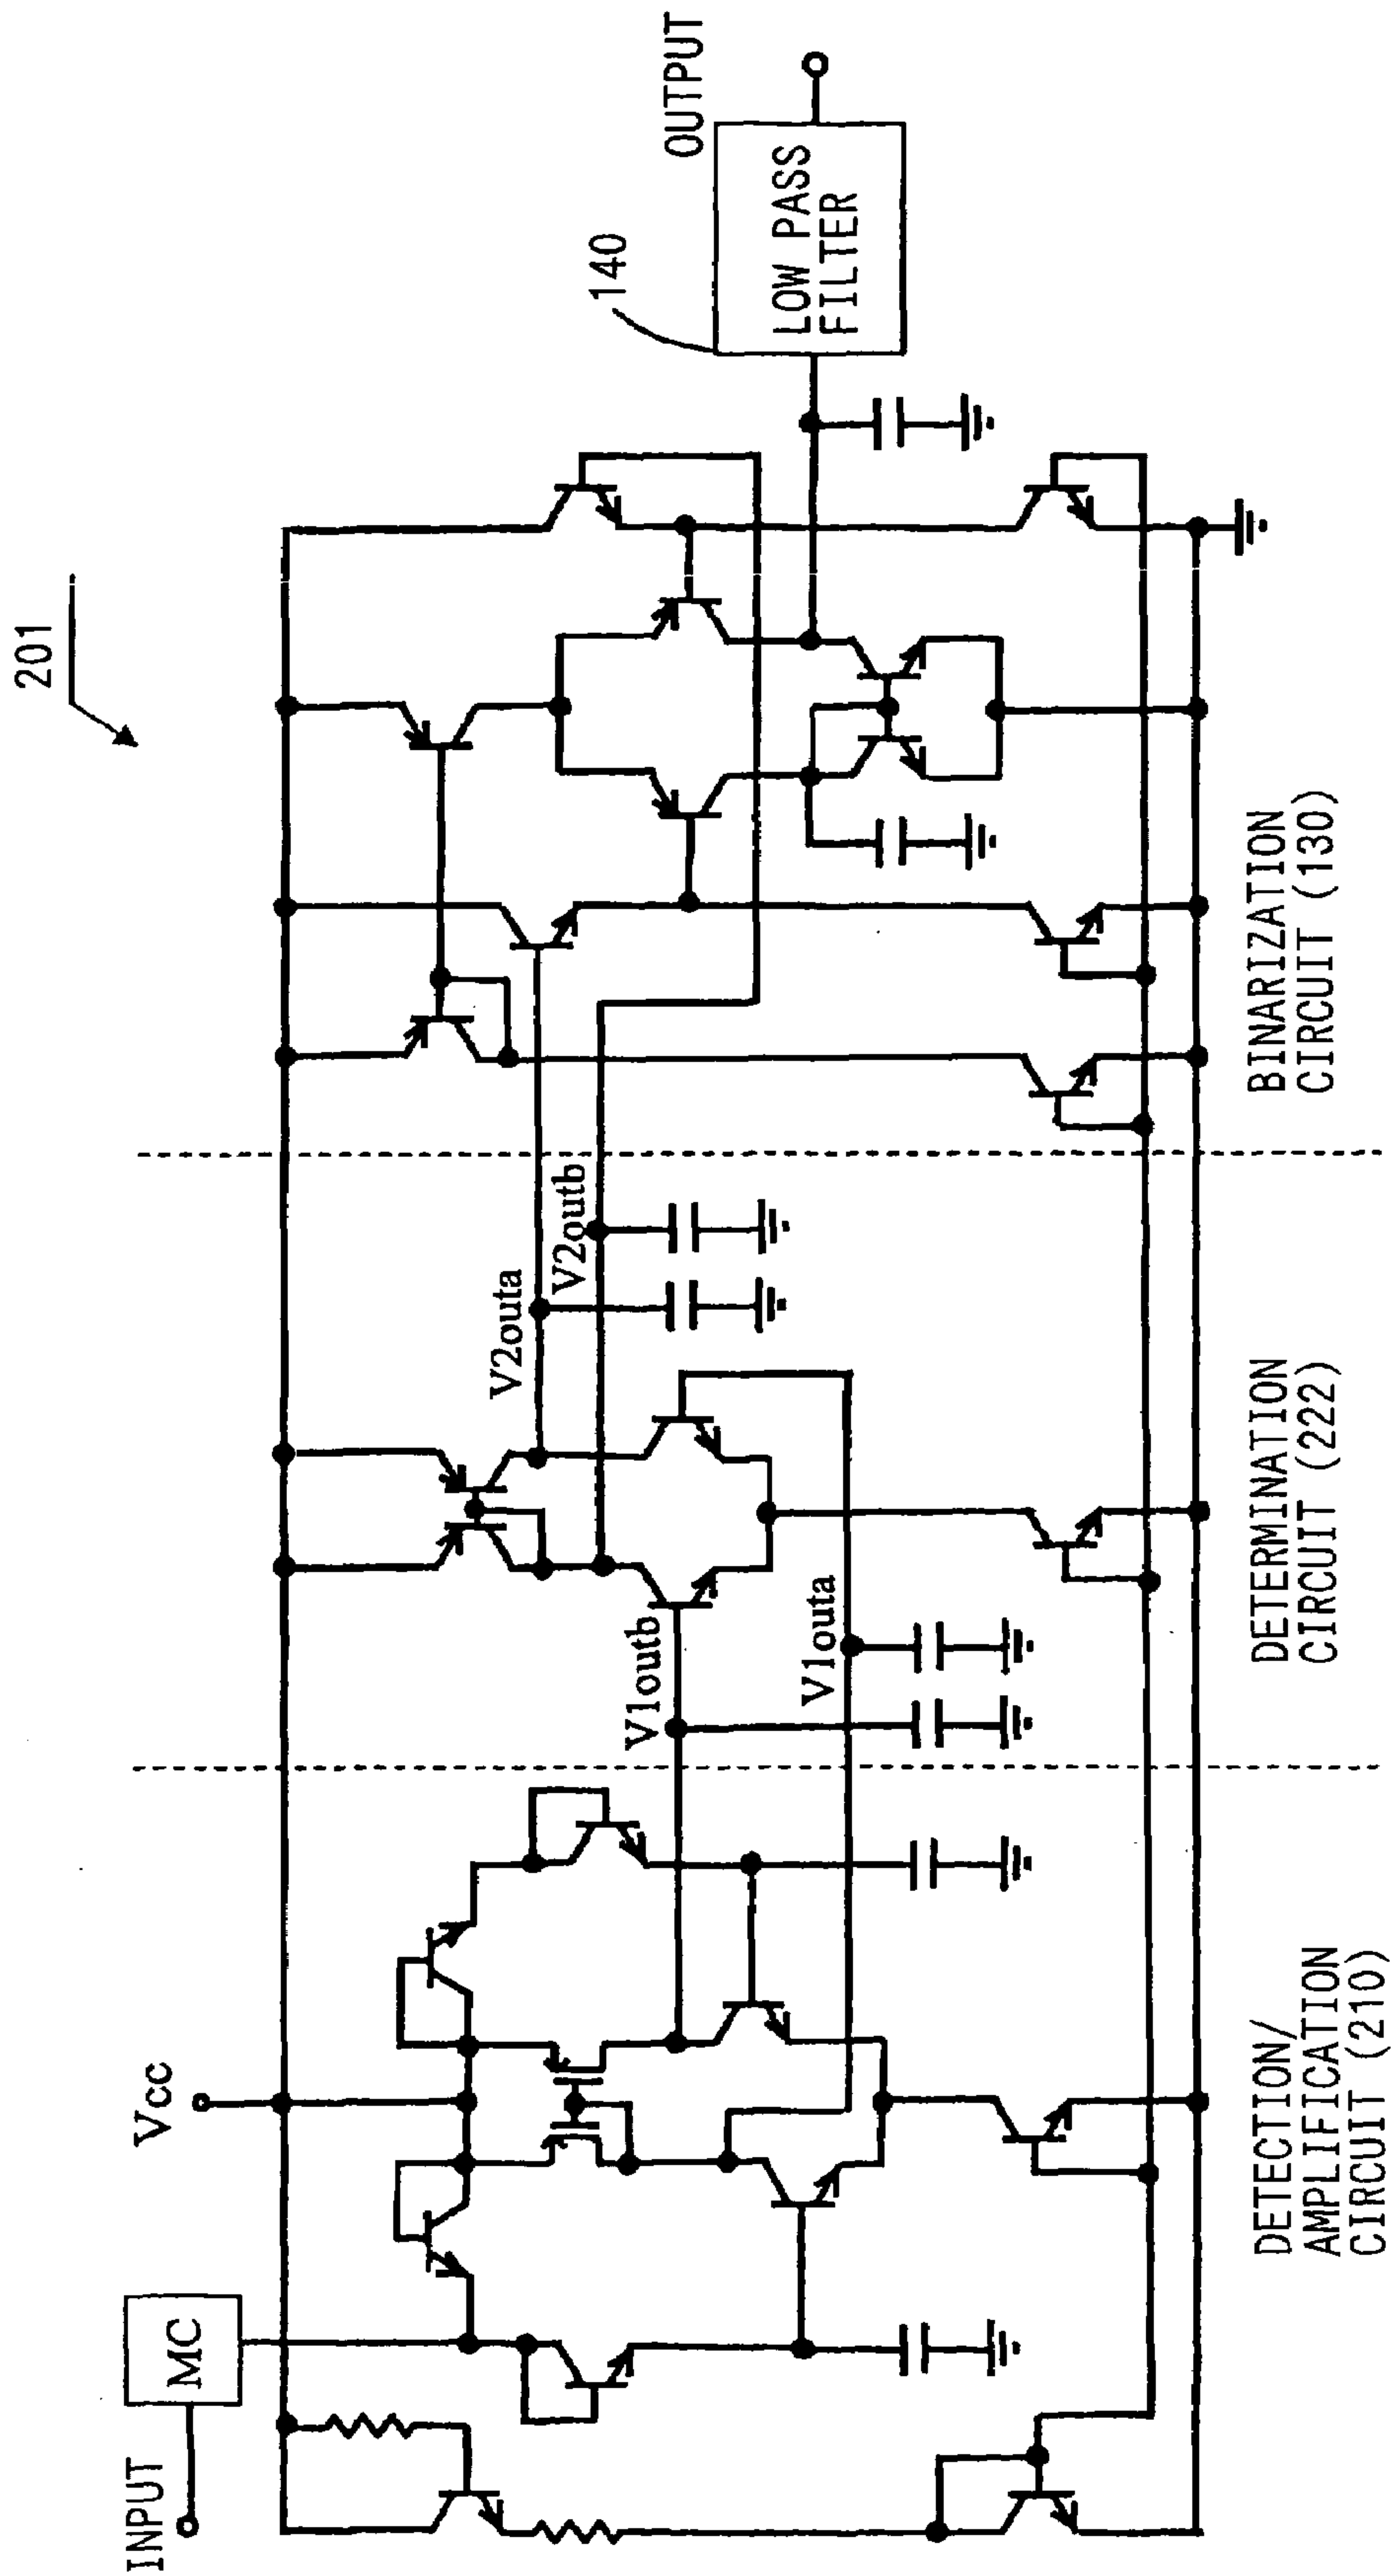 201
INPUT
MC
Vcc
V1outb
V1outa
V2outa
V2outb
140
LOW PASS
FILTER
OUTPUT
DETECTION/
AMPLIFICATION
CIRCUIT (210)
DETERMINATION
CIRCUIT (222)
BINARIZATION
CIRCUIT (130)